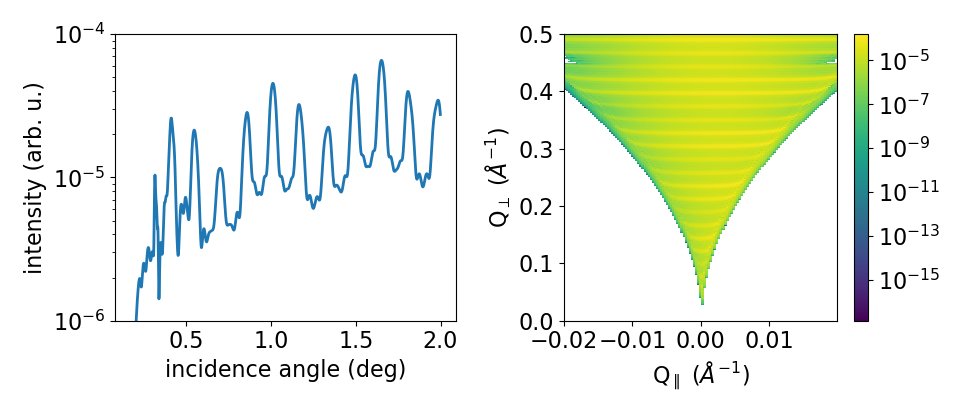 10⁻⁴
10⁻⁵
10⁻⁶
intensity (arb. u.)
0.5 1.0 1.5 2.0
incidence angle (deg)
0.5
0.4
0.3
0.2
0.1
0.0
Q⊥ (Å⁻¹)
−0.02 −0.01 0.00 0.01
Q∥ (Å⁻¹)
10⁻⁵
10⁻⁷
10⁻⁹
10⁻¹¹
10⁻¹³
10⁻¹⁵